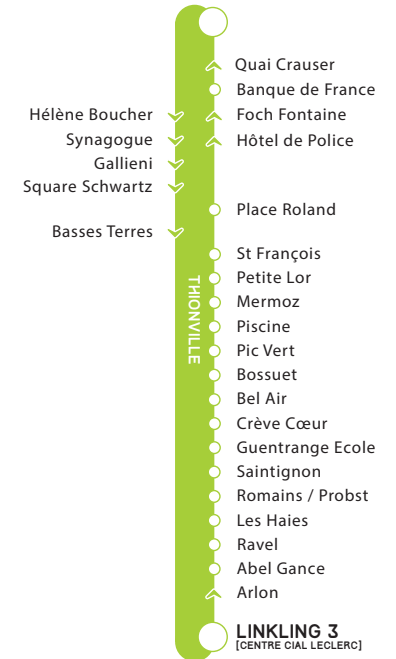 Quai Crauser
Banque de France
Hélène Boucher
Foch Fontaine
Synagogue
Hôtel de Police
Gallieni
Square Schwartz
Place Roland
Basses Terres
St François
Petite Lor
THIONVILLE
Mermoz
Piscine
Pic Vert
Bossuet
Bel Air
Crève Cœur
Guentrange Ecole
Saintignon
Romains / Probst
Les Haies
Ravel
Abel Gance
Arlon
LINKLING 3
[CENTRE CIAL LECLERC]